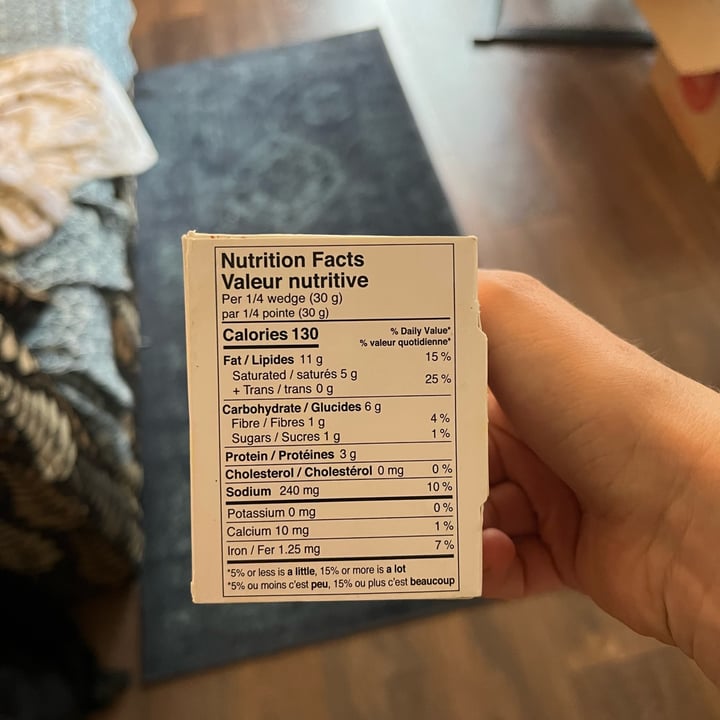 Nutrition Facts
Valeur nutritive
Per 1/4 wedge (30 g)
par 1/4 pointe (30 g)
Calories 130
% Daily Value*
% valeur quotidienne*
Fat / Lipides 11 g 15 %
Saturated / saturés 5 g
+ Trans / trans 0 g 25 %
Carbohydrate / Glucides 6 g
Fibre / Fibres 1 g 4 %
Sugars / Sucres 1 g 1 %
Protein / Protéines 3 g
Cholesterol / Cholestérol 0 mg 0 %
Sodium 240 mg 10 %
Potassium 0 mg 0 %
Calcium 10 mg 1 %
Iron / Fer 1.25 mg 7 %
*5% or less is a little, 15% or more is a lot
*5% ou moins c'est peu, 15% ou plus c'est beaucoup